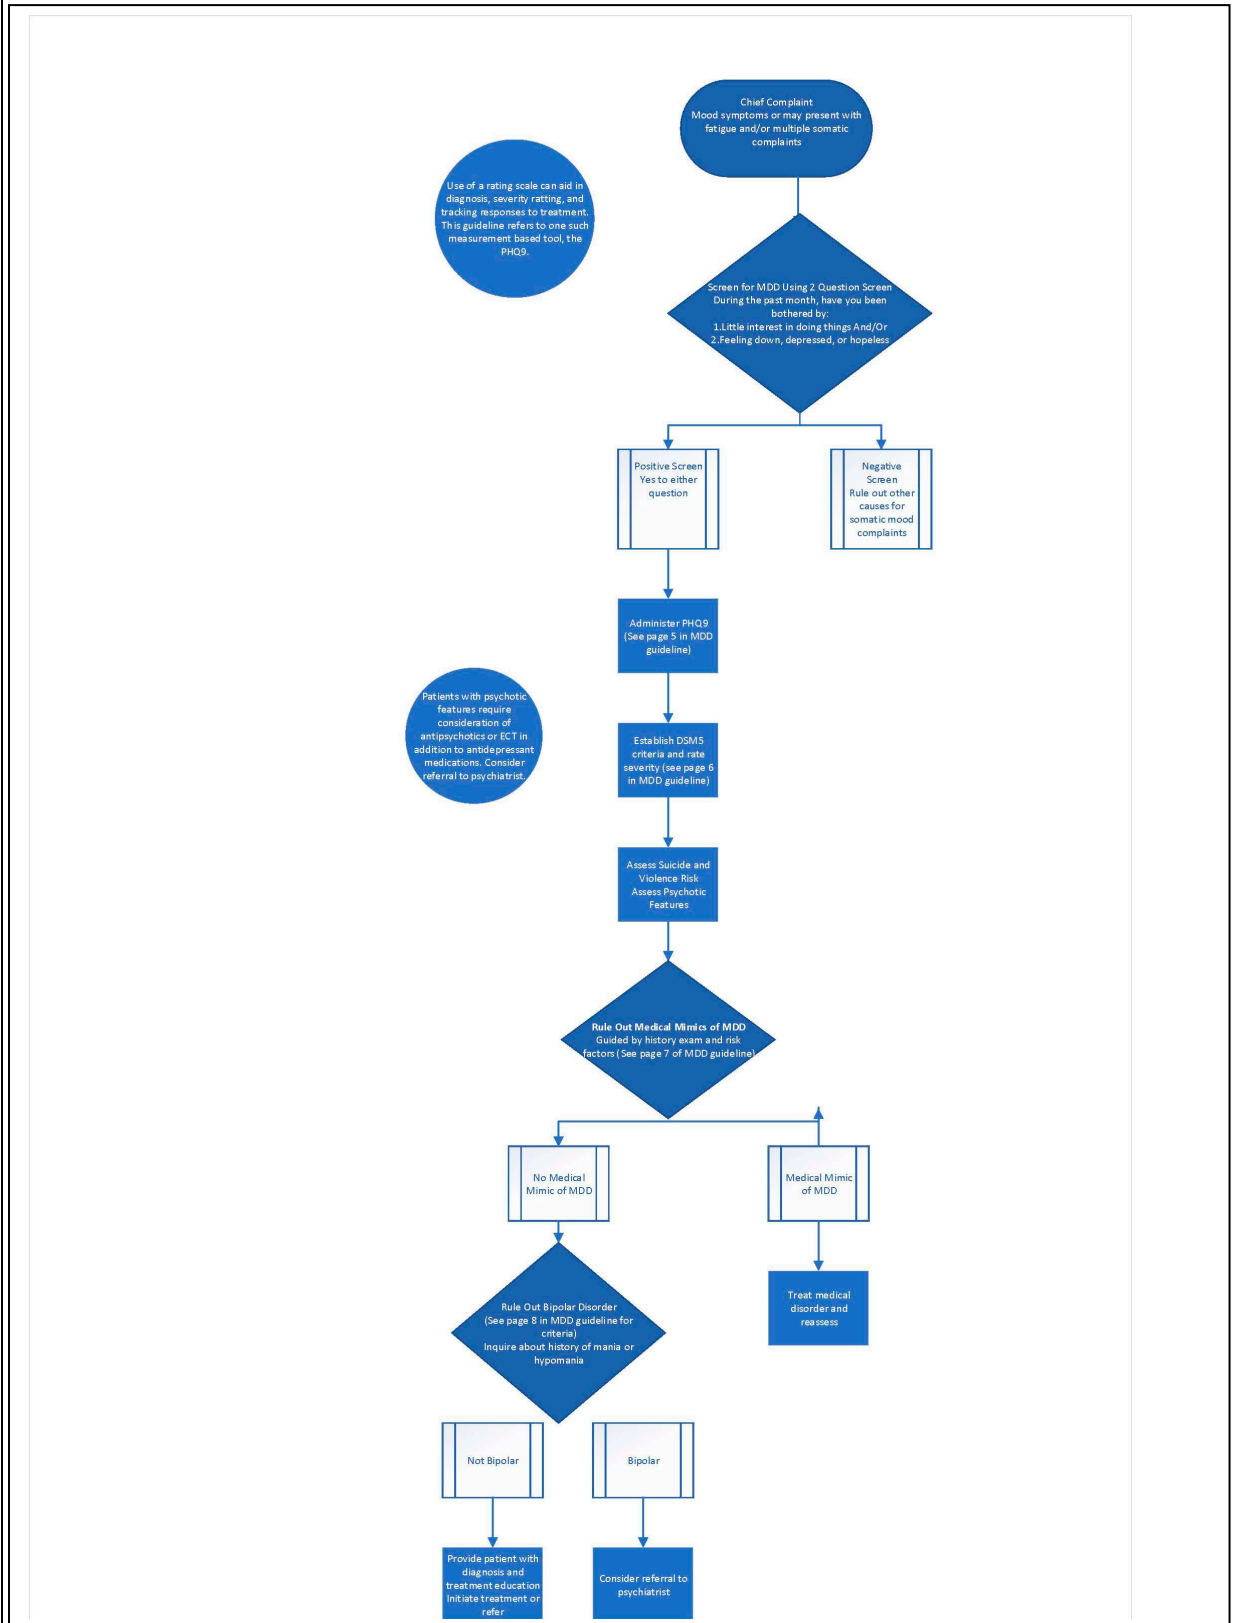 Chief Complaint
Mood symptoms or may present with
fatigue and/or multiple somatic
complaints
Use of a rating scale can aid in
diagnosis, severity ratting, and
tracking responses to treatment.
This guideline refers to one such
measurement based tool, the
PHQ9.
Screen for MDD Using 2 Question Screen
During the past month, have you been
bothered by:
1.Little interest in doing things And/Or
2.Feeling down, depressed, or hopeless
Positive Screen
Yes to either
question
Negative
Screen
Rule out other
causes for
somatic mood
complaints
Administer PHQ9
(See page 5 in MDD
guideline)
Patients with psychotic
features require
consideration of
antipsychotics or ECT in
addition to antidepressant
medications. Consider
referral to psychiatrist.
Establish DSM5
criteria and rate
severity (see page 6
in MDD guideline)
Assess Suicide and
Violence Risk
Assess Psychotic
Features
Rule Out Medical Mimics of MDD
Guided by history exam and risk
factors (See page 7 of MDD guideline)
No Medical
Mimic of MDD
Medical Mimic
of MDD
Rule Out Bipolar Disorder
(See page 8 in MDD guideline for
criteria)
Inquire about history of mania or
hypomania
Treat medical
disorder and
reassess
Not Bipolar
Bipolar
Provide patient with
diagnosis and
treatment education
Initiate treatment or
refer
Consider referral to
psychiatrist